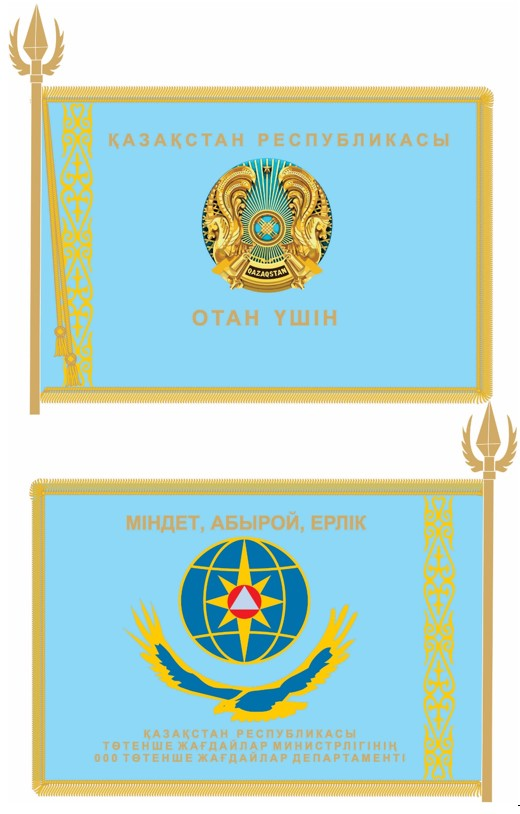 ҚАЗАҚСТАН РЕСПУБЛИКАСЫ
QAZAQSTAN
ОТАН ҮШІН
МІНДЕТ, АБЫРОЙ, ЕРЛІК
ҚАЗАҚСТАН РЕСПУБЛИКАСЫ
ТӨТЕНШЕ ЖАҒДАЙЛАР МИНИСТРЛІГІНІҢ
000 ТӨТЕНШЕ ЖАҒДАЙЛАР ДЕПАРТАМЕНТІ